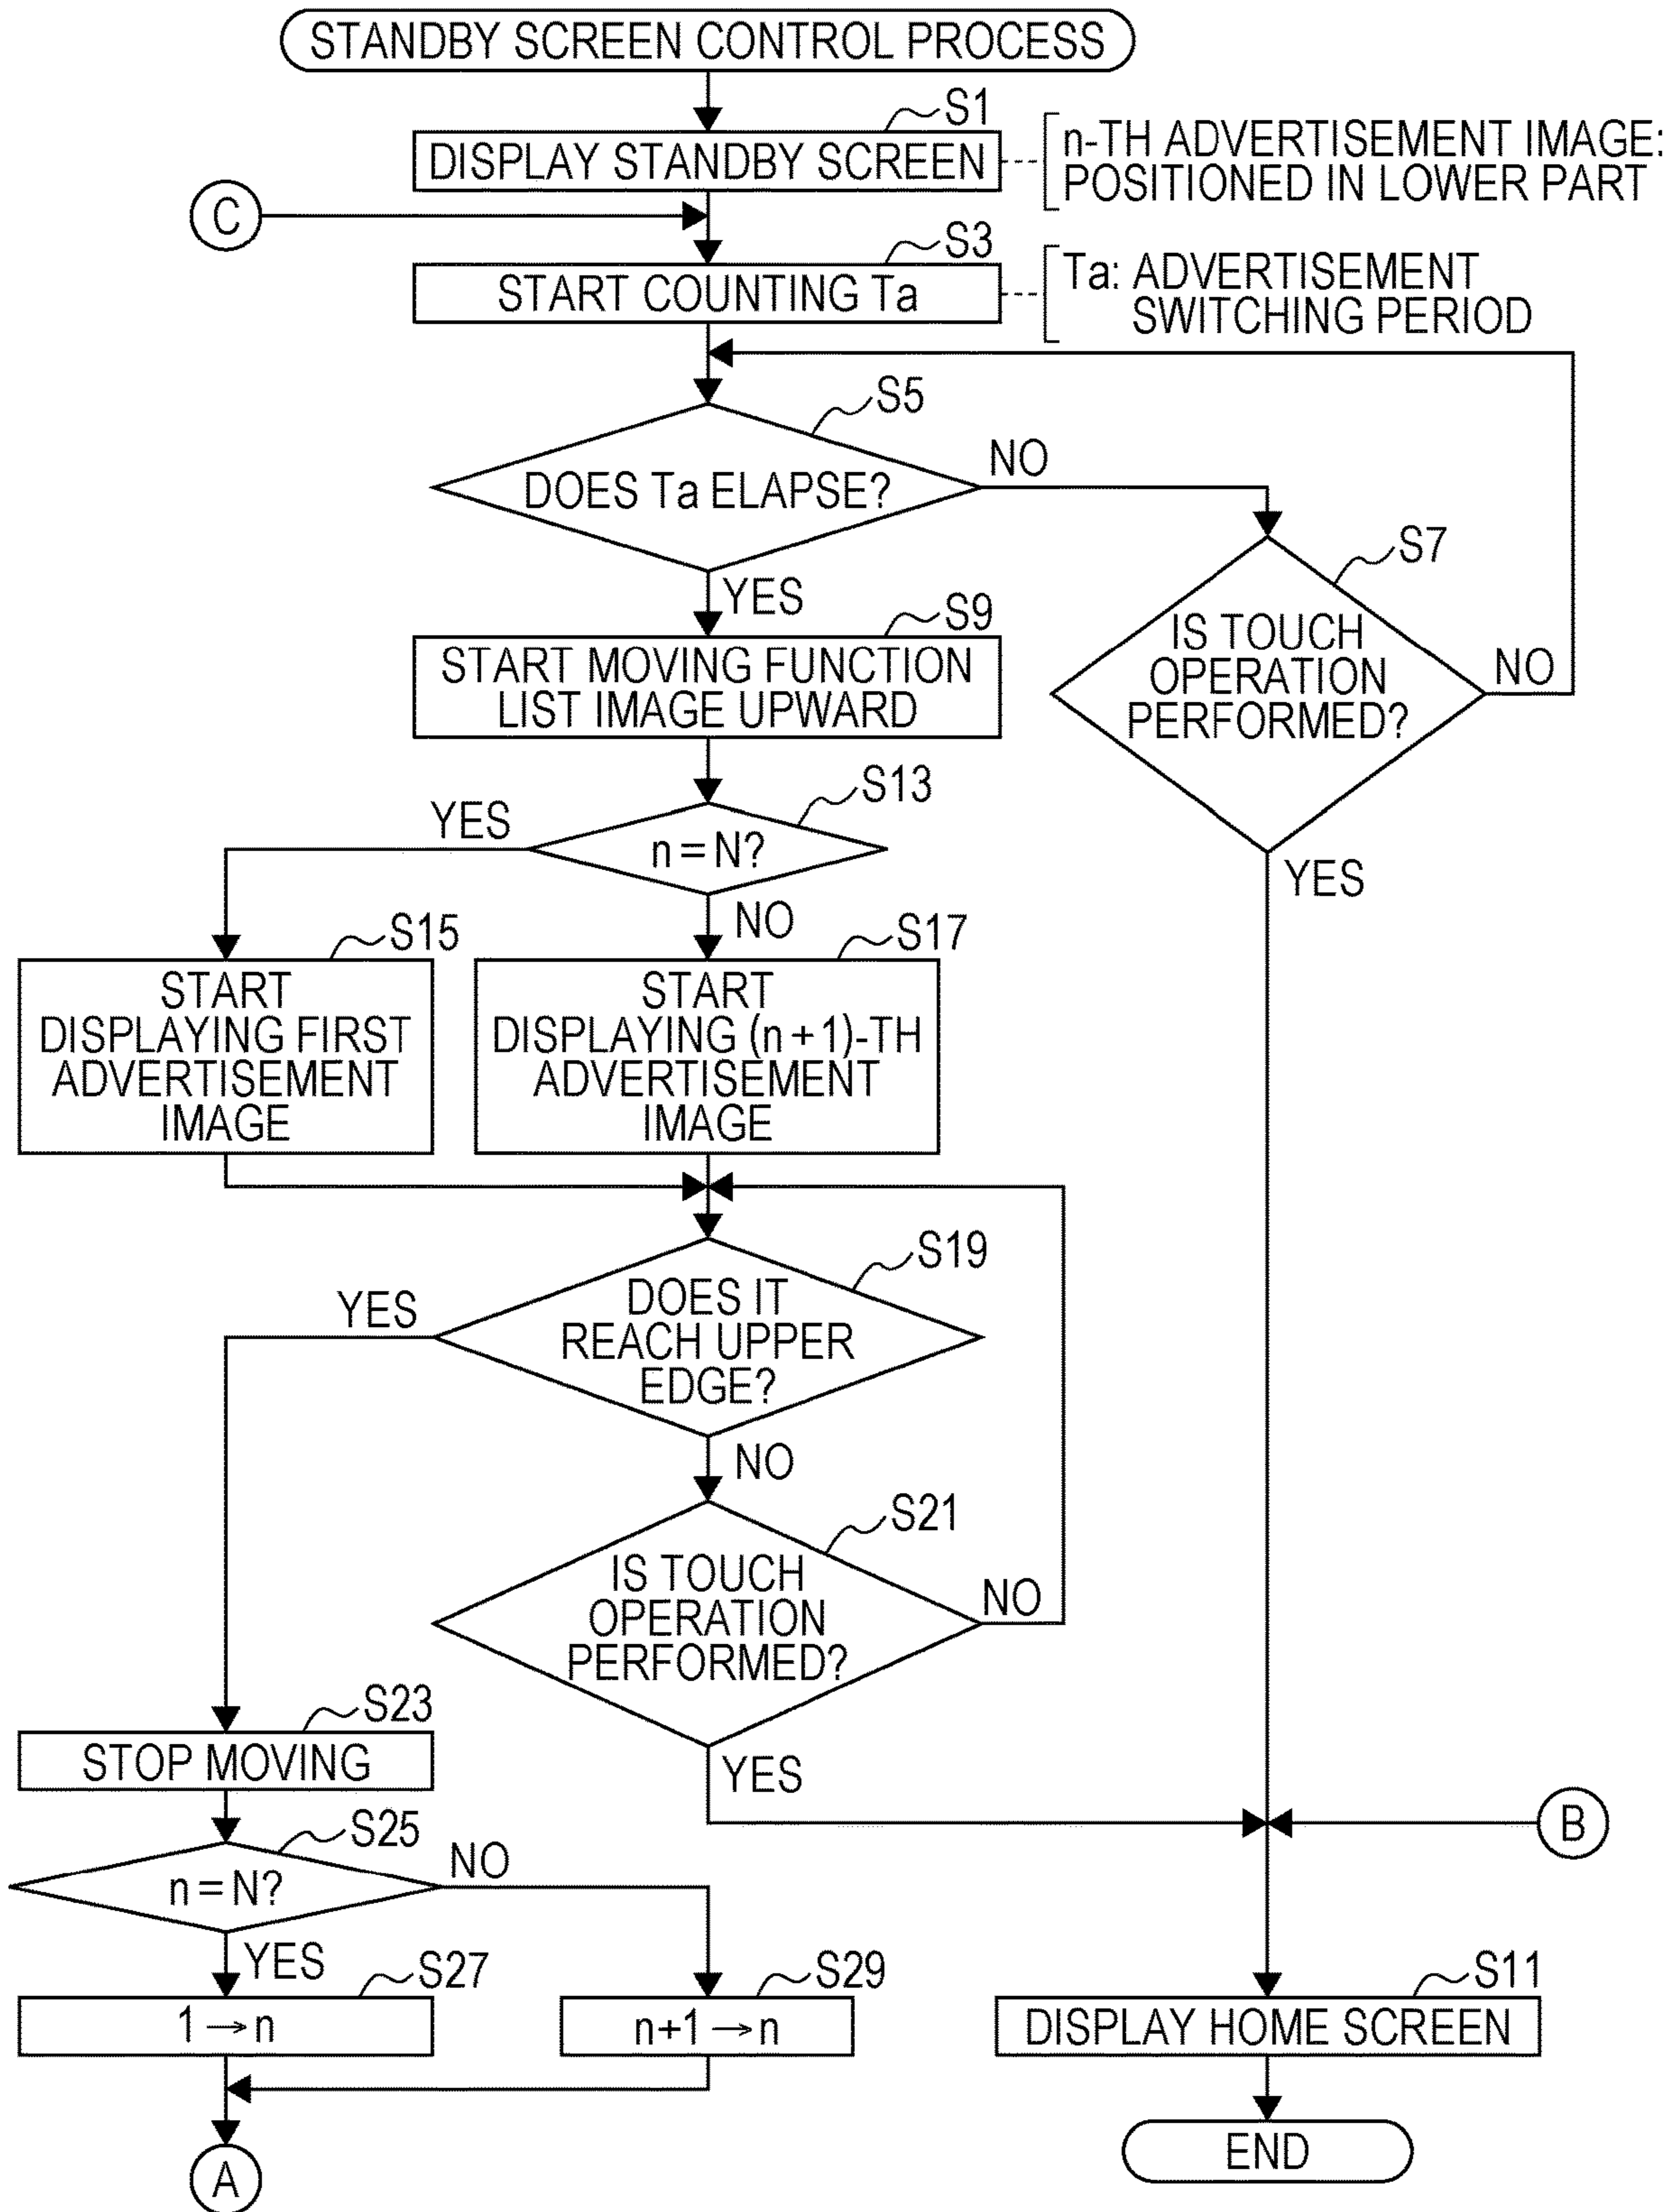 STANDBY SCREEN CONTROL PROCESS
S1
DISPLAY STANDBY SCREEN
n-TH ADVERTISEMENT IMAGE:
POSITIONED IN LOWER PART
C
S3
START COUNTING Ta
Ta: ADVERTISEMENT
SWITCHING PERIOD
S5
DOES Ta ELAPSE?
NO
YES
S7
IS TOUCH
OPERATION
PERFORMED?
NO
YES
S9
START MOVING FUNCTION
LIST IMAGE UPWARD
S13
n = N?
YES
NO
S15
START
DISPLAYING FIRST
ADVERTISEMENT
IMAGE
S17
START
DISPLAYING (n + 1)-TH
ADVERTISEMENT
IMAGE
S19
DOES IT
REACH UPPER
EDGE?
YES
NO
S21
IS TOUCH
OPERATION
PERFORMED?
NO
YES
S23
STOP MOVING
B
S25
n = N?
NO
YES
S27
1 → n
S29
n+1 → n
S11
DISPLAY HOME SCREEN
A
END